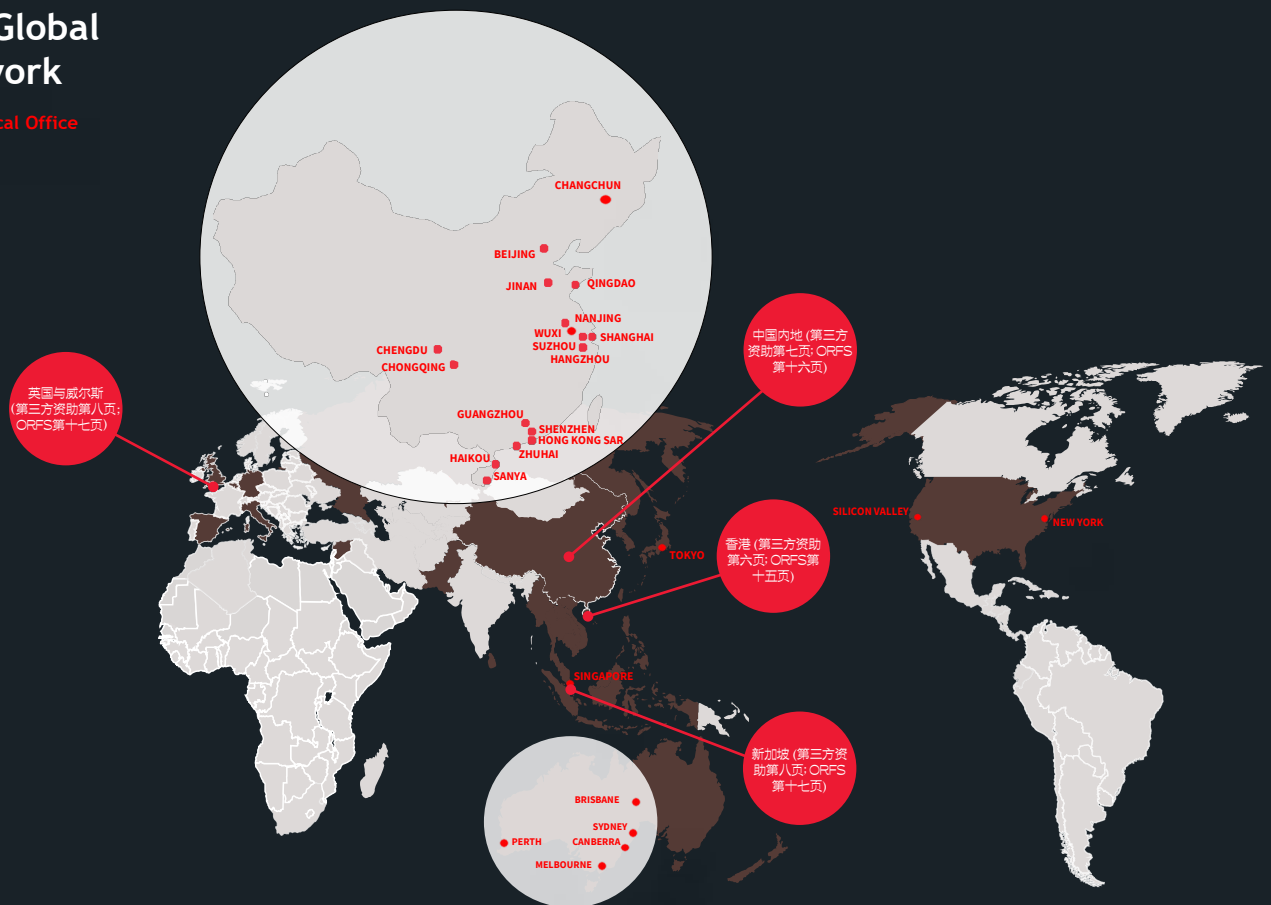 Global
work
cal Office
CHANGCHUN
BEIJING
JINAN
QINGDAO
NANJING
WUXI
SHANGHAI
SUZHOU
HANGZHOU
CHENGDU
CHONGQING
GUANGZHOU
SHENZHEN
HONG KONG SAR
ZHUHAI
HAIKOU
SANYA
中国内地 (第三方
资助第七页; ORFS
第十六页)
英国与威尔斯
(第三方资助第八页;
ORFS第十七页)
SILICON VALLEY
NEW YORK
TOKYO
香港 (第三方资助
第六页; ORFS第
十五页)
SINGAPORE
新加坡 (第三方资
助第八页; ORFS
第十七页)
BRISBANE
SYDNEY
PERTH
CANBERRA
MELBOURNE